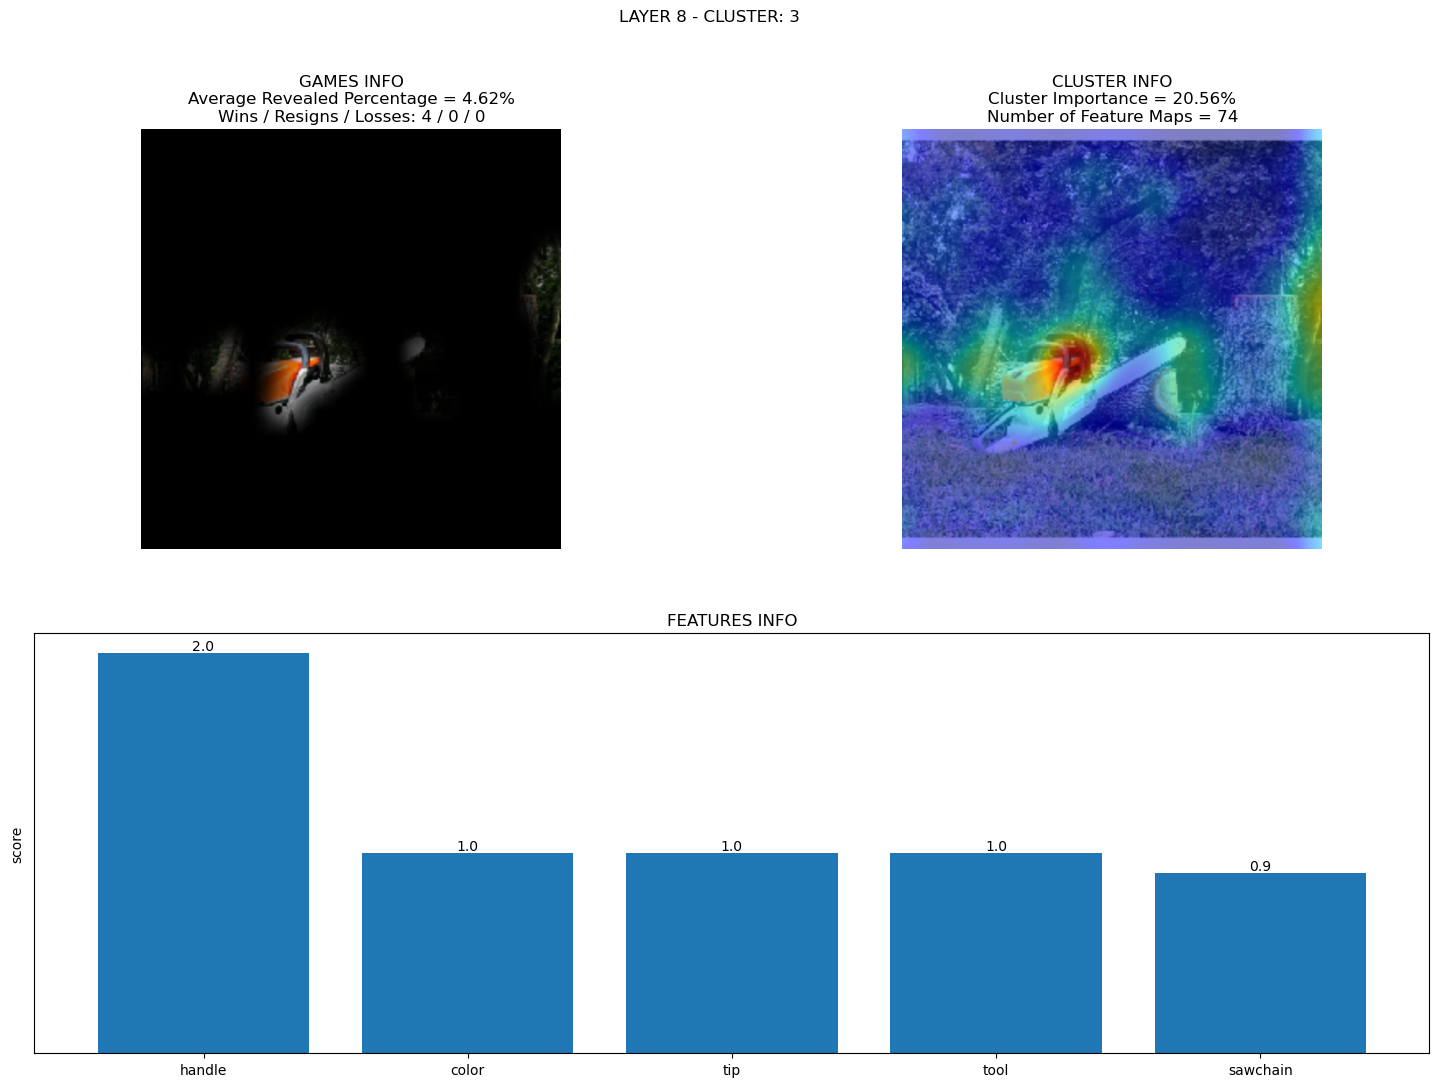 LAYER 8 - CLUSTER: 3
GAMES INFO
Average Revealed Percentage = 4.62%
Wins / Resigns / Losses: 4 / 0 / 0
CLUSTER INFO
Cluster Importance = 20.56%
Number of Feature Maps = 74
FEATURES INFO
score
2.0
1.0
1.0
1.0
0.9
handle
color
tip
tool
sawchain